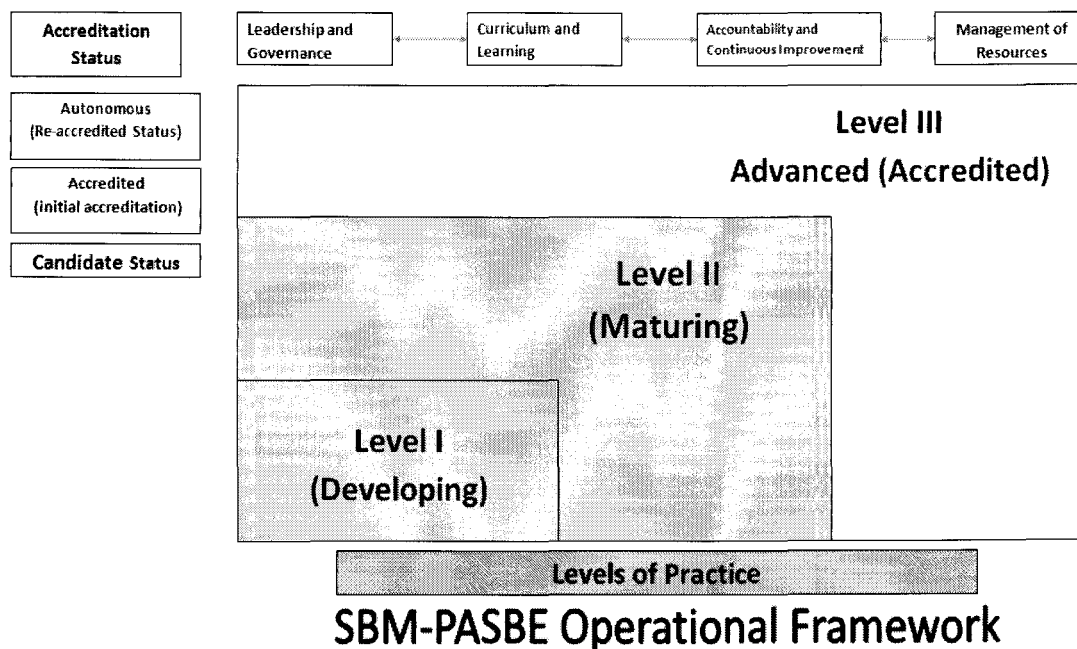 Accreditation
Status
Leadership and
Governance
Curriculum and
Learning
Accountability and
Continuous Improvement
Management of
Resources
Autonomous
(Re-accredited Status)
Accredited
(initial accreditation)
Candidate Status
Level III
Advanced (Accredited)
Level II
(Maturing)
Level I
(Developing)
Levels of Practice
SBM-PASBE Operational Framework